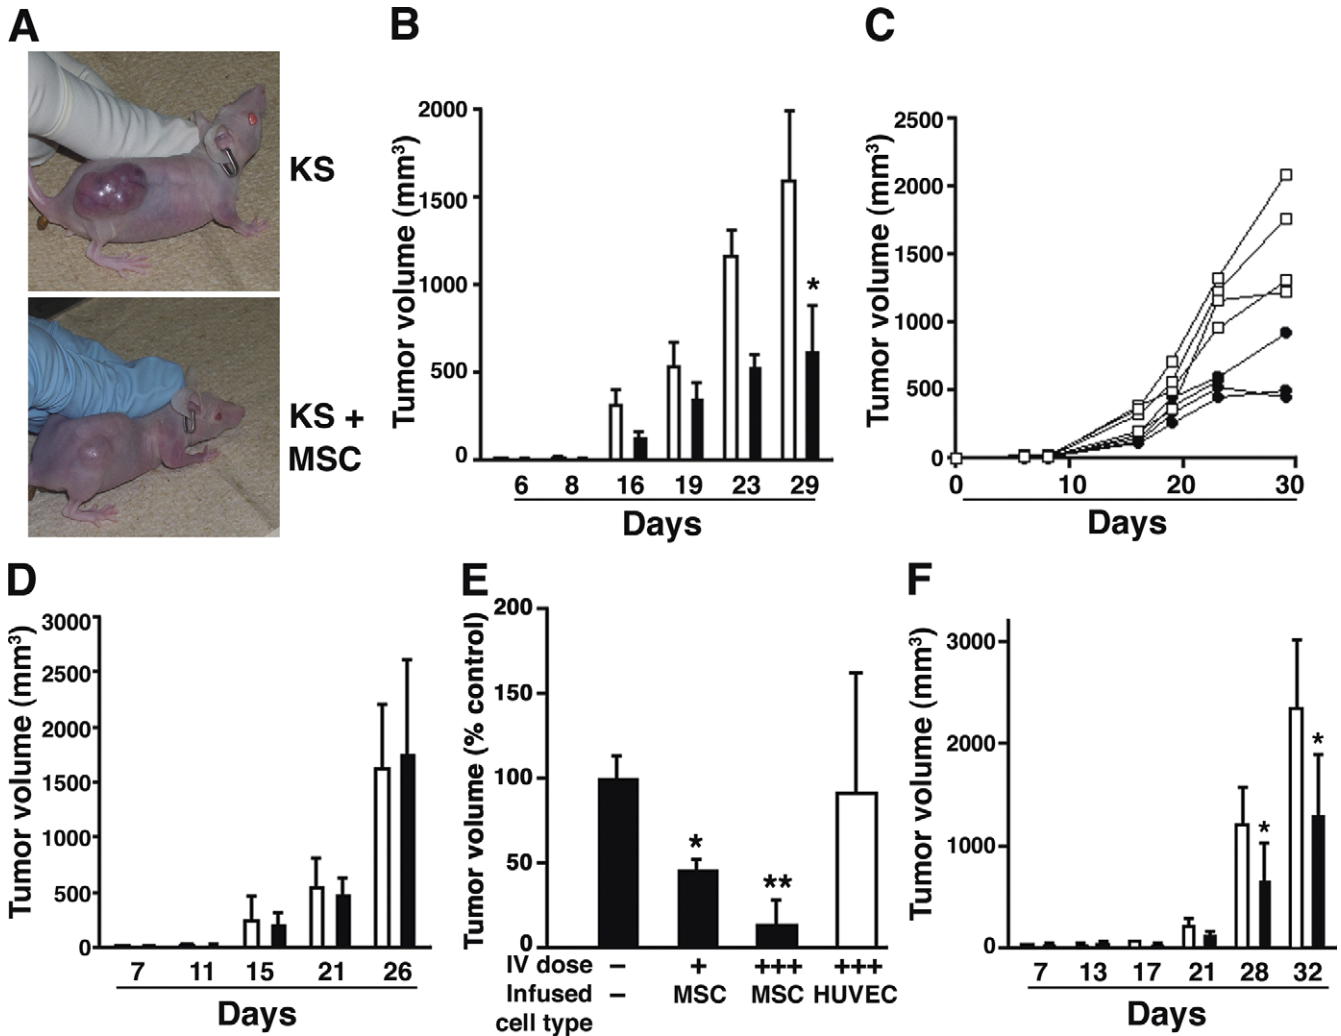 A
KS
KS +
MSC
B
Tumor volume (mm³)
2000
1500
1000
500
0
*
6 8 16 19 23 29
Days
C
Tumor volume (mm³)
2500
2000
1500
1000
500
0
0 10 20 30
Days
D
Tumor volume (mm³)
3000
2500
2000
1500
1000
500
0
7 11 15 21 26
Days
E
Tumor volume (% control)
200
150
100
50
0
*
**
IV dose – + +++ +++
Infused – MSC MSC HUVEC
cell type
F
Tumor volume (mm³)
3000
2000
1000
0
*
*
7 13 17 21 28 32
Days